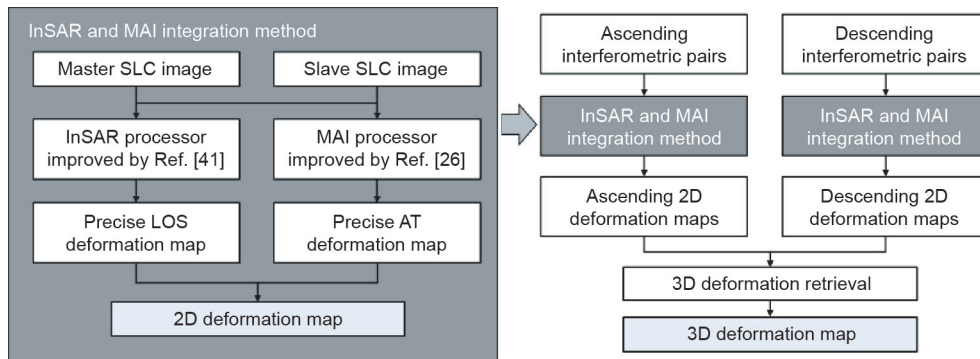 InSAR and MAI integration method
Master SLC image
Slave SLC image
InSAR processor
improved by Ref. [41]
MAI processor
improved by Ref. [26]
Precise LOS
deformation map
Precise AT
deformation map
2D deformation map
Ascending
interferometric pairs
Descending
interferometric pairs
InSAR and MAI
integration method
InSAR and MAI
integration method
Ascending 2D
deformation maps
Descending 2D
deformation maps
3D deformation retrieval
3D deformation map